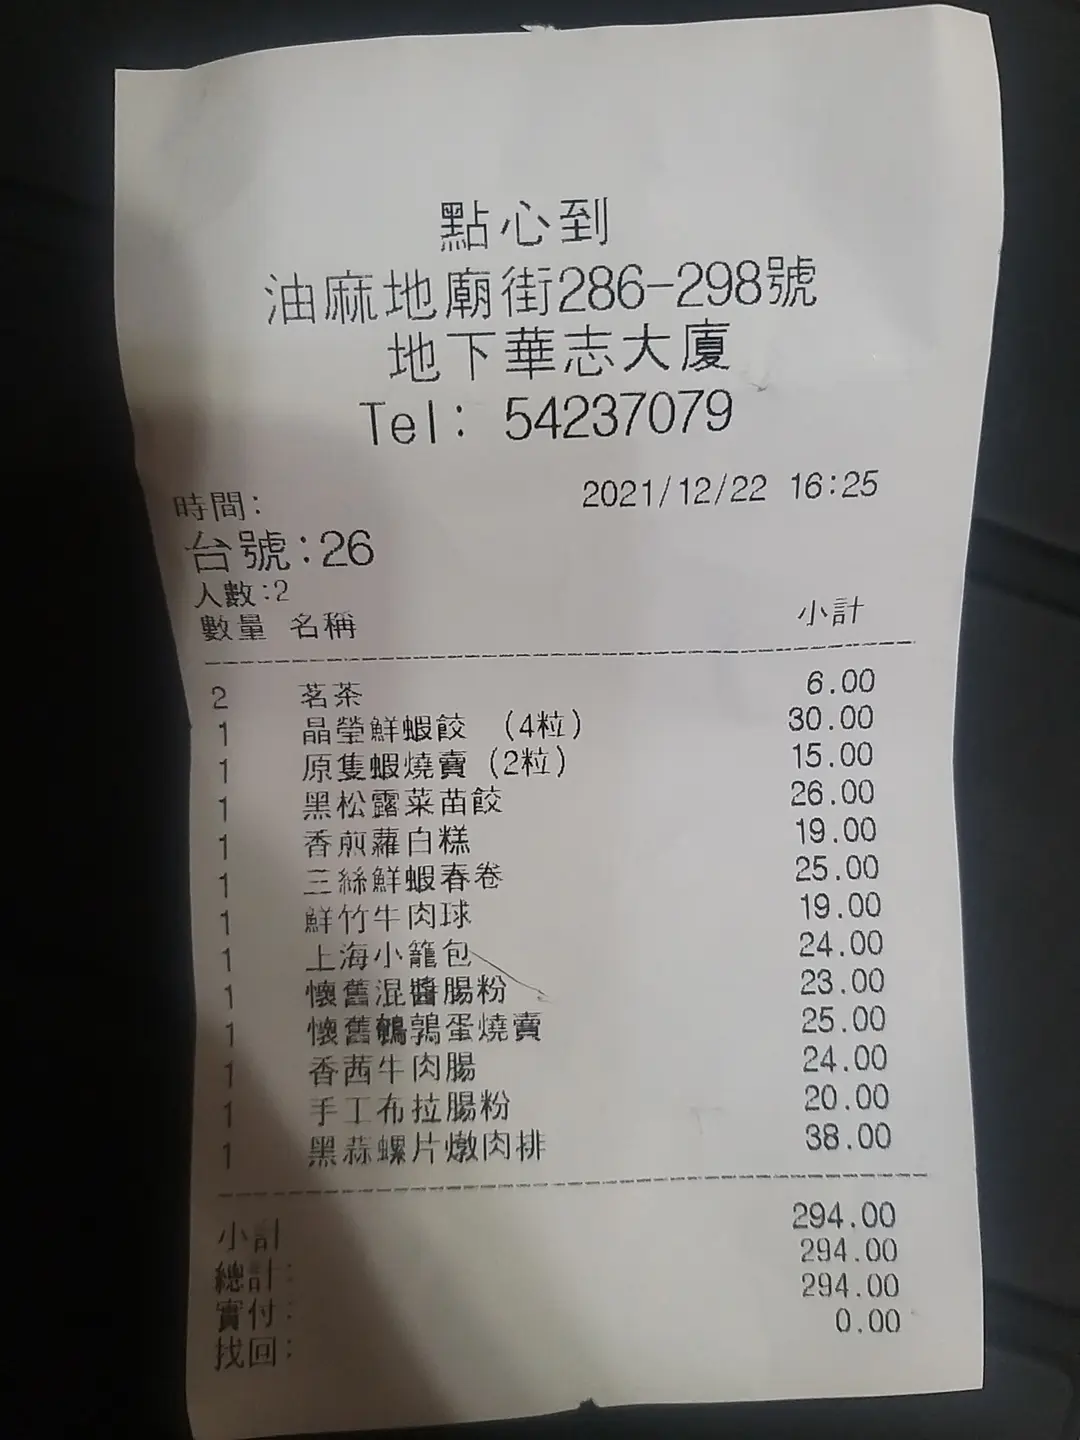 點心到
油麻地廟街286-298號
地下華志大廈
Tel: 54237079
時間: 2021/12/22 16:25
台號:26
人數:2
數量 名稱 小計
2 茗茶 6.00
1 晶瑩鮮蝦餃 (4粒) 30.00
1 原隻蝦燒賣 (2粒) 15.00
1 黑松露菜苗餃 26.00
1 香煎蘿白糕 19.00
1 三絲鮮蝦春卷 25.00
1 鮮竹牛肉球 19.00
1 上海小籠包 24.00
1 懷舊混醬腸粉 23.00
1 懷舊鵪鶉蛋燒賣 25.00
1 香茜牛肉腸 24.00
1 手工布拉腸粉 20.00
1 黑蒜螺片燉肉排 38.00
小計 294.00
總計: 294.00
實付: 294.00
找回: 0.00